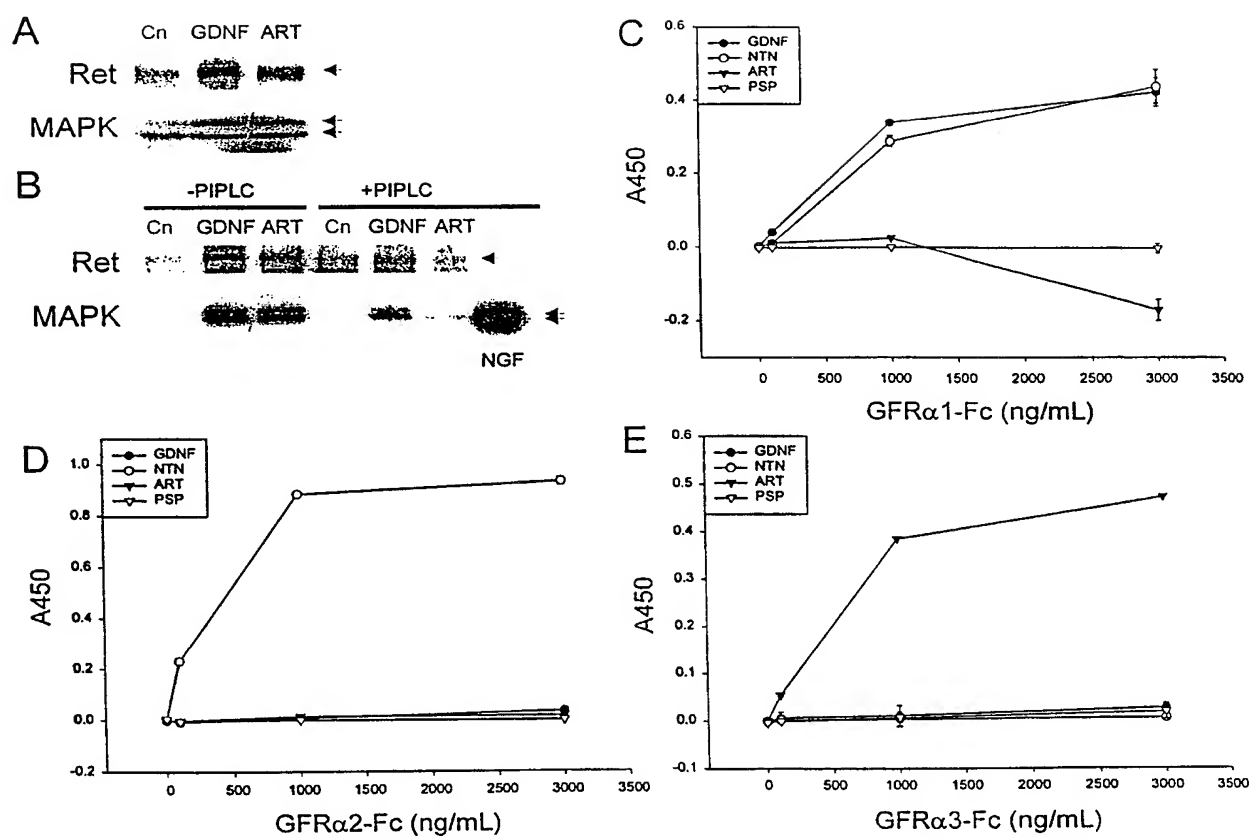 A
Cn GDNF ART
Ret
MAPK
B
-PIPLC +PIPLC
Cn GDNF ART Cn GDNF ART
Ret
MAPK
NGF
C
GDNF
NTN
ART
PSP
0.6
0.4
0.2
0.0
-0.2
A450
0 500 1000 1500 2000 2500 3000 3500
GFRα1-Fc (ng/mL)
D
GDNF
NTN
ART
PSP
1.0
0.8
0.6
0.4
0.2
0.0
-0.2
A450
0 500 1000 1500 2000 2500 3000 3500
GFRα2-Fc (ng/mL)
E
GDNF
NTN
ART
PSP
0.6
0.5
0.4
0.3
0.2
0.1
0.0
-0.1
A450
0 500 1000 1500 2000 2500 3000 3500
GFRα3-Fc (ng/mL)